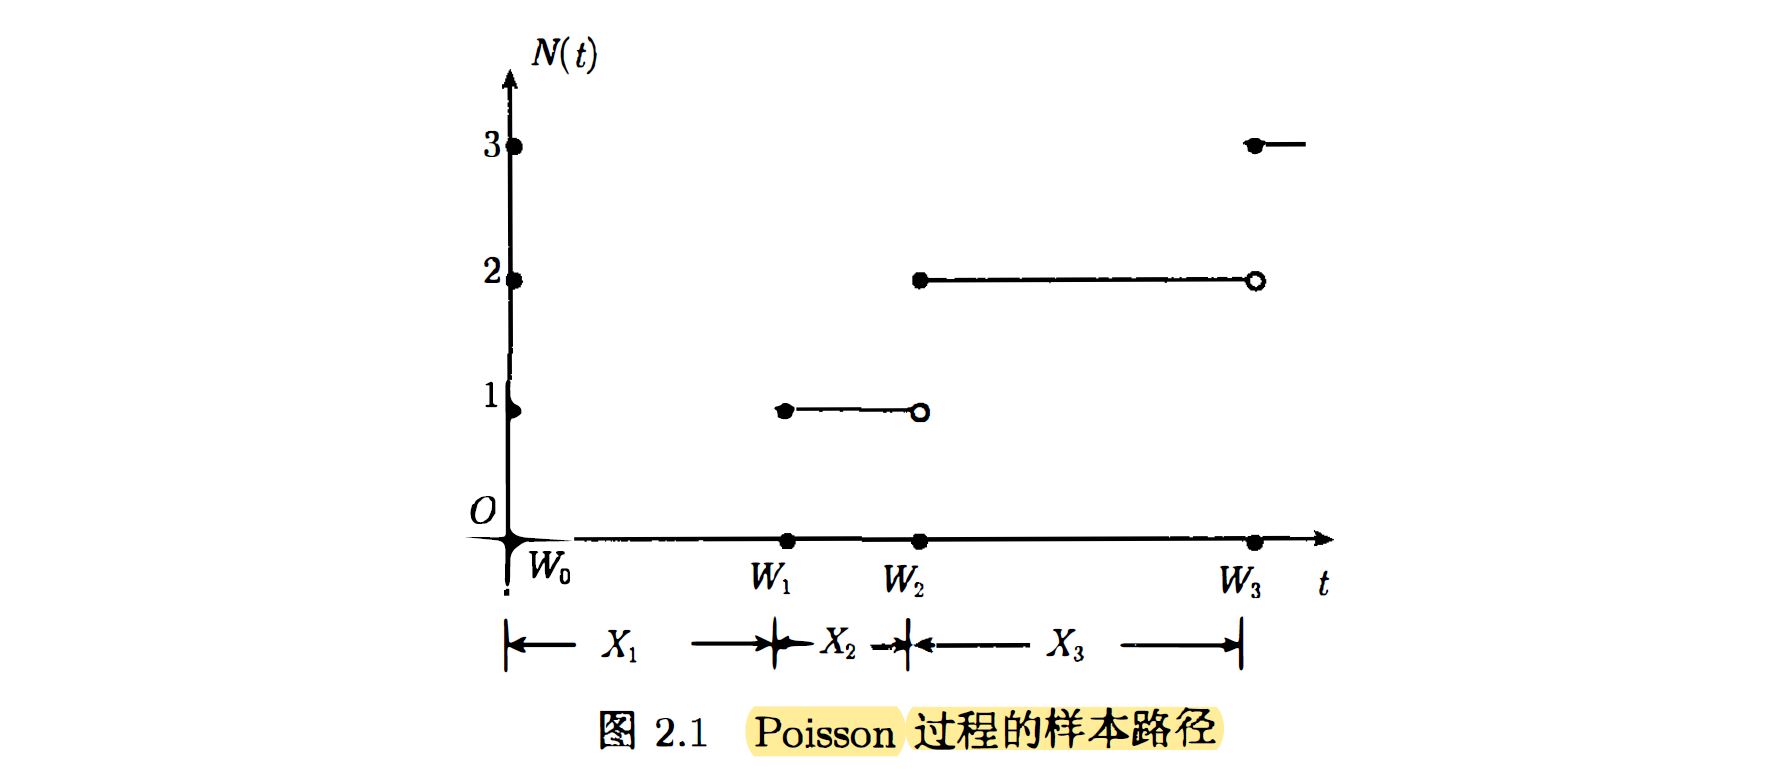 N(t)
3
2
1
O
W₀ W₁ W₂ W₃ t
X₁ X₂ X₃
图 2.1 Poisson 过程的样本路径